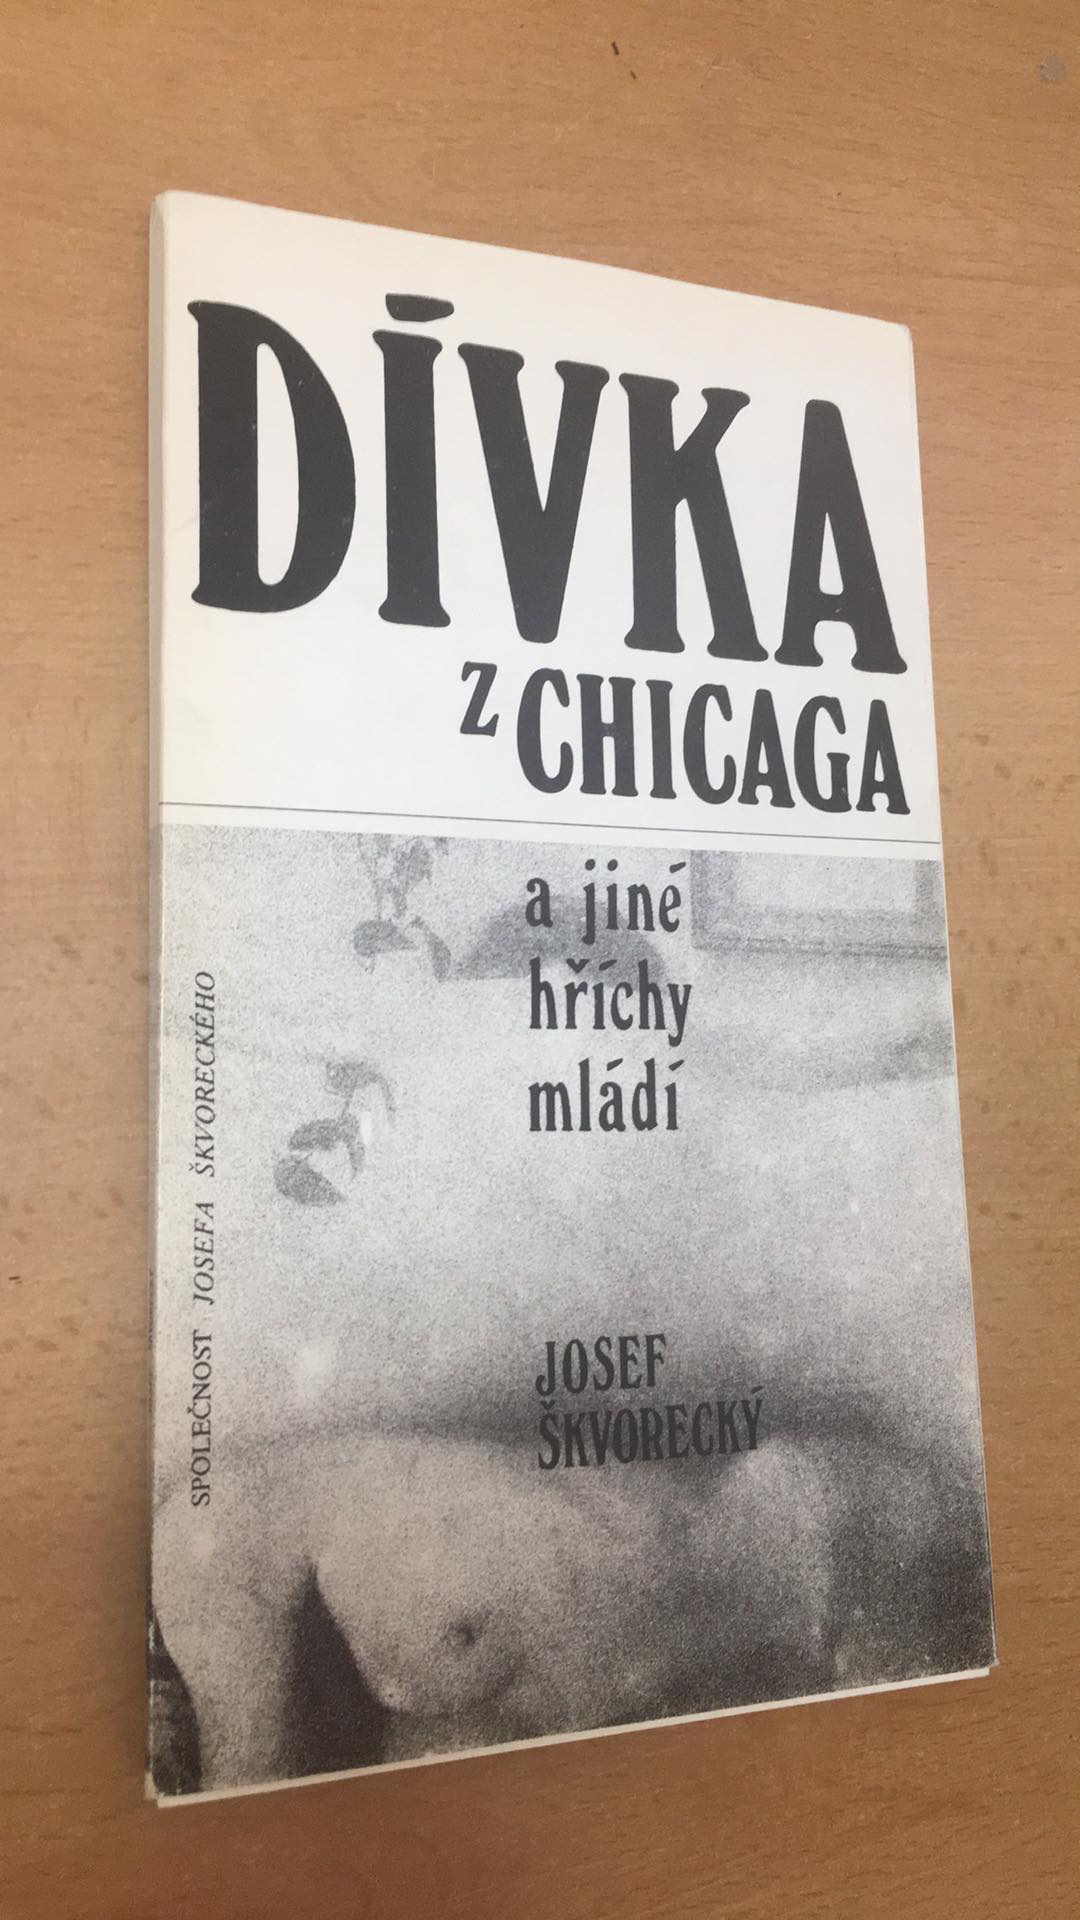 DÍVKA
z CHICAGA
a jiné
hříchy
mládí
JOSEF
ŠKVORECKÝ
SPOLEČNOST JOSEFA ŠKVORECKÉHO